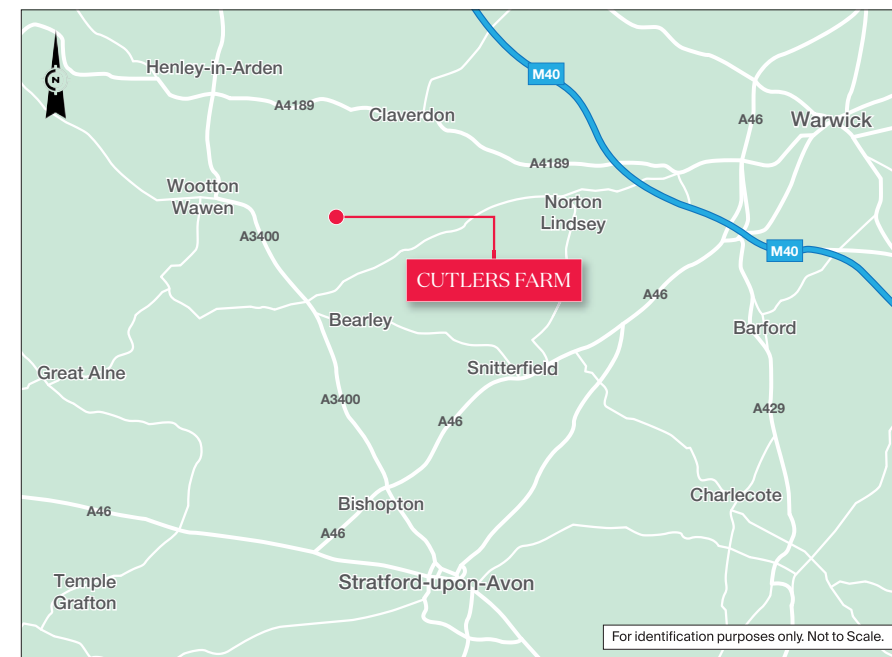 M40
Henley-in-Arden
A4189
Claverdon
A46
Warwick
A4189
Wootton
Wawen
Norton
Lindsey
A3400
M40
CUTLERS FARM
A46
Bearley
Barford
Great Alne
Snitterfield
A3400
A429
A46
Charlecote
Bishopton
A46
A46
Temple
Grafton
Stratford-upon-Avon
For identification purposes only. Not to Scale.
N